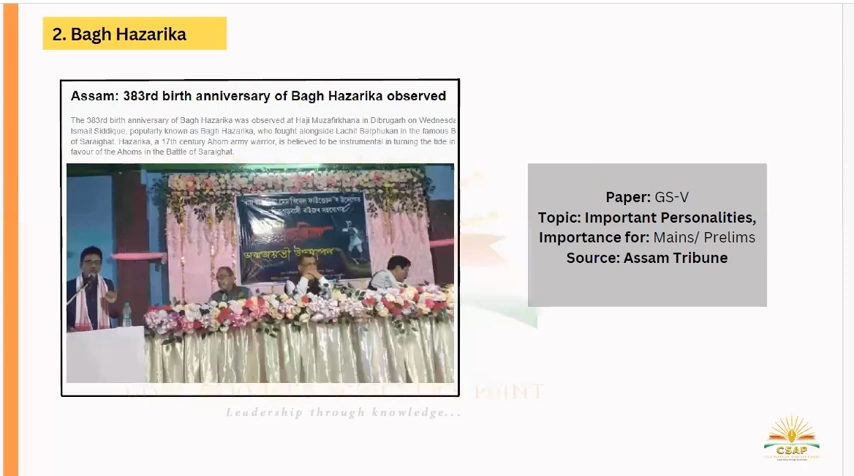 2. Bagh Hazarika
Assam: 383rd birth anniversary of Bagh Hazarika observed
The 383rd birth anniversary of Bagh Hazarika was observed at Haji Muzafirkhana in Dibrugarh on Wednesda
Ismail Siddique, popularly known as Bagh Hazarika, who fought alongside Lachit Barphukan in the famous B
of Saraighat. Hazarika, a 17th century Ahom army warrior, is believed to be instrumental in turning the tide in
favour of the Ahoms in the Battle of Saraighat.
Paper: GS-V
Topic: Important Personalities,
Importance for: Mains/ Prelims
Source: Assam Tribune
POINT
Leadership through knowledge...
CSAP